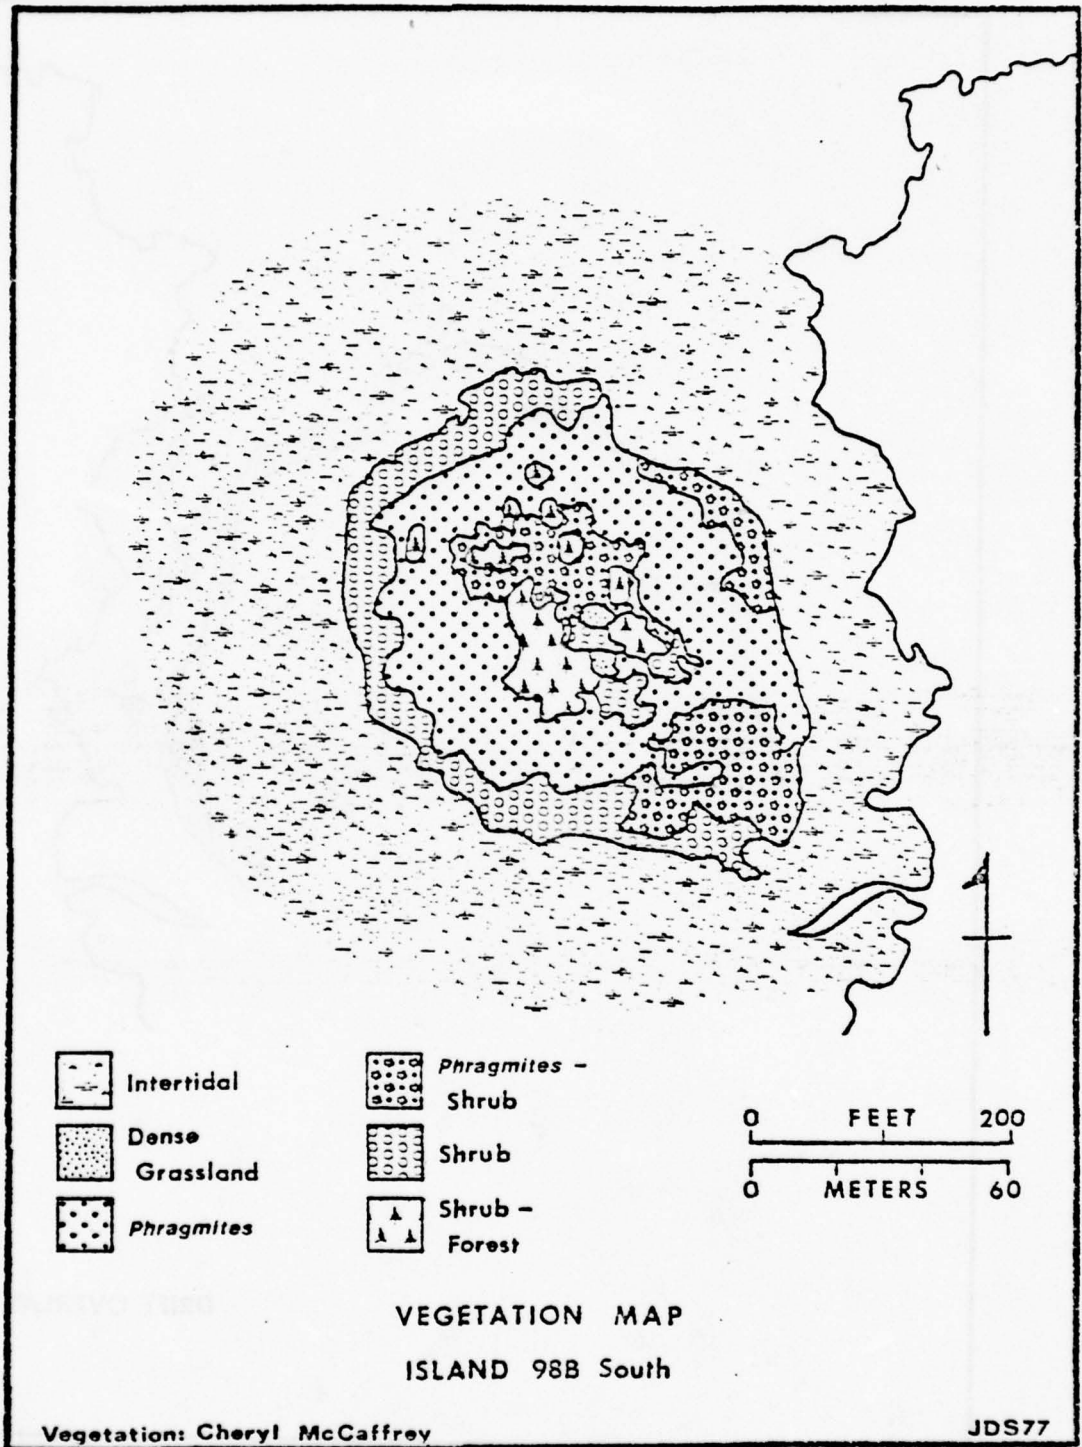 Intertidal
Dense
Grassland
Phragmites
Phragmites –
Shrub
Shrub
Shrub –
Forest
0 FEET 200
0 METERS 60
VEGETATION MAP
ISLAND 98B South
Vegetation: Cheryl McCaffrey
JDS77